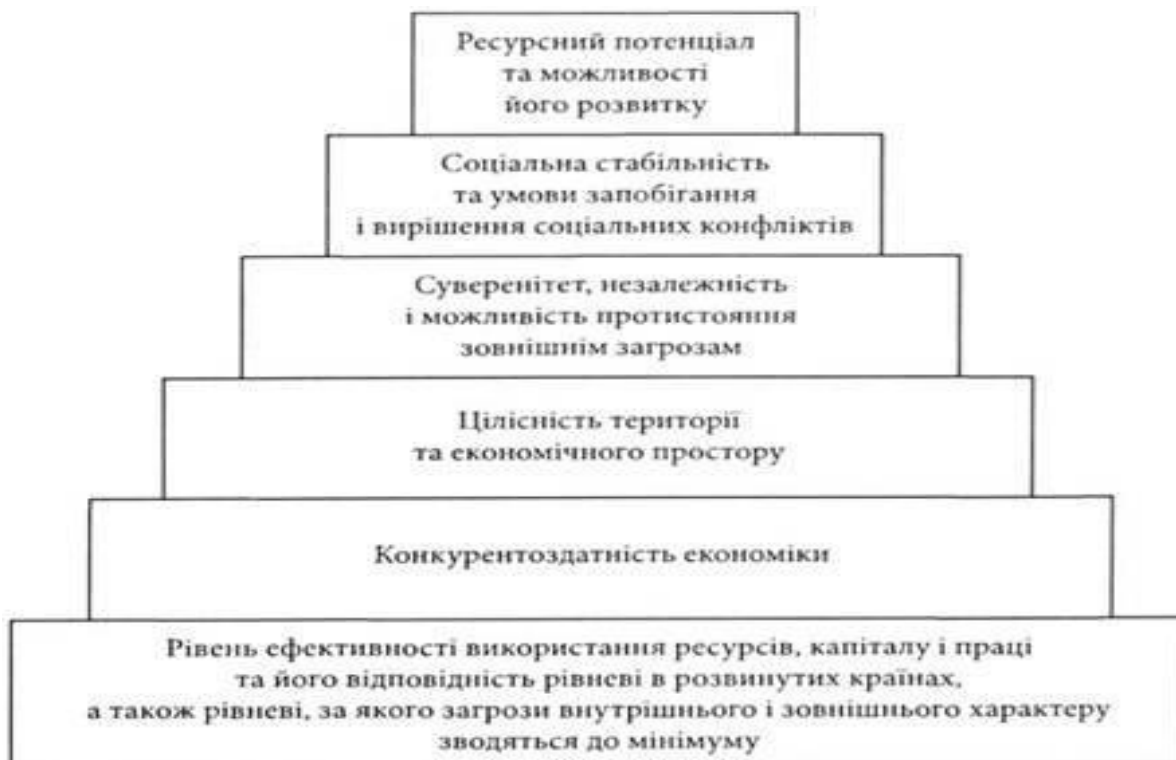 Ресурсний потенціал
та можливості
його розвитку
Соціальна стабільність
та умови запобігання
і вирішення соціальних конфліктів
Суверенітет, незалежність
і можливість протистояння
зовнішнім загрозам
Цілісність території
та економічного простору
Конкурентоздатність економіки
Рівень ефективності використання ресурсів, капіталу і праці
та його відповідність рівневі в розвинутих країнах,
а також рівневі, за якого загрози внутрішнього і зовнішнього характеру
зводяться до мінімуму